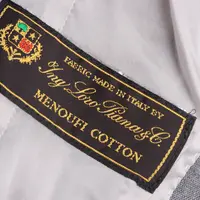 FABRIC MADE IN ITALY BY
Ing. Loro Piana & C.
MENOUFI COTTON